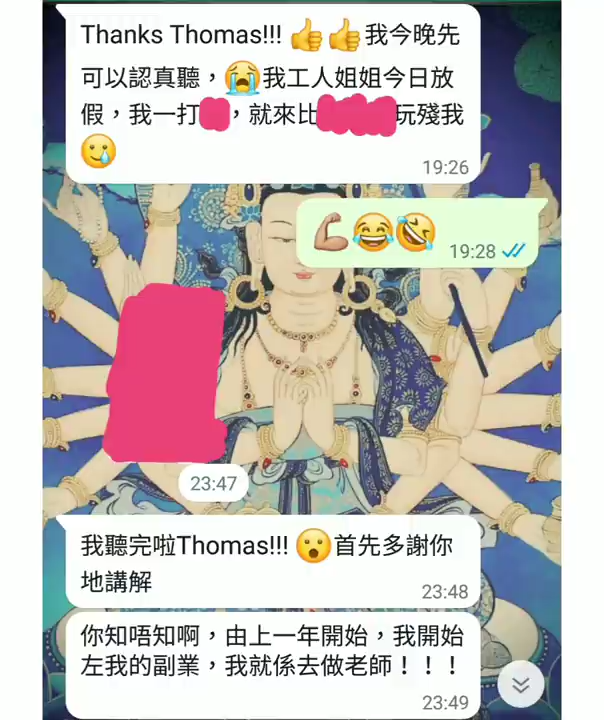 Thanks Thomas!!! 👍👍我今晚先
可以認真聽，😭我工人姐姐今日放
假，我一打，就來比玩殘我
🥲
19:26
💪🏽😂🤣 19:28
23:47
我聽完啦Thomas!!! 😮首先多謝你
地講解
23:48
你知唔知啊，由上一年開始，我開始
左我的副業，我就係去做老師！！！
23:49